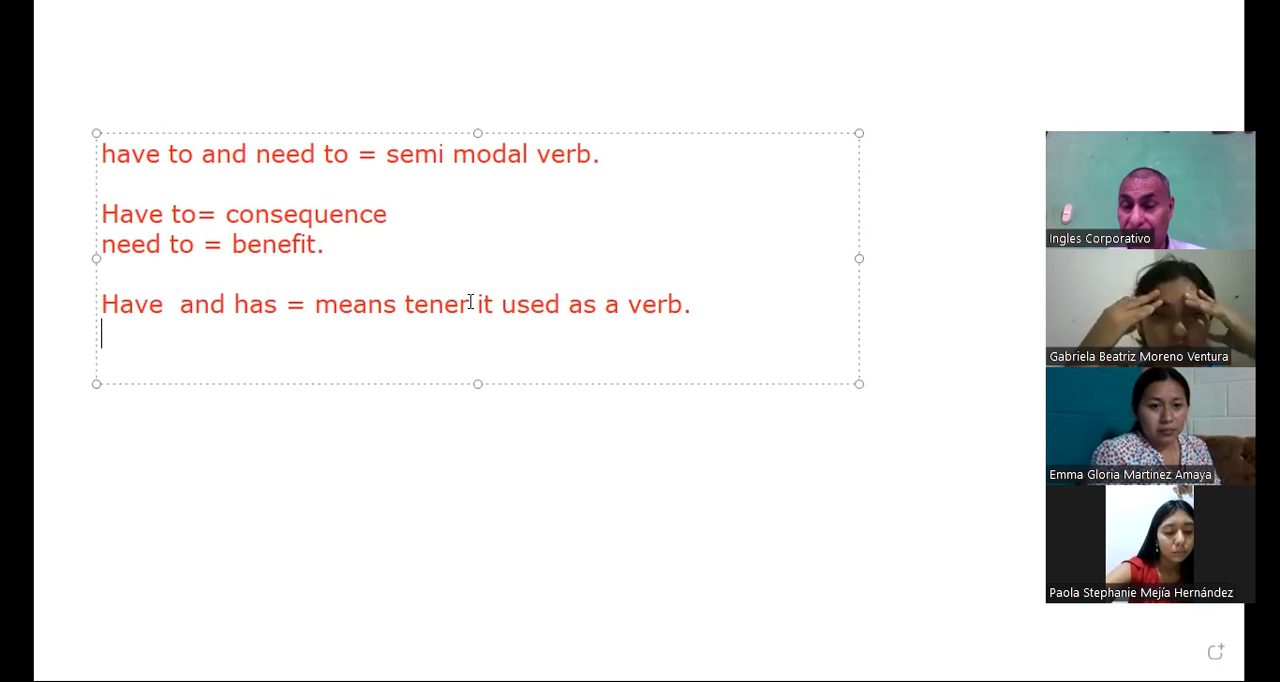 have to and need to = semi modal verb.
Have to= consequence
need to = benefit.
Have  and has = means tener it used as a verb.
Ingles Corporativo
Gabriela Beatriz Moreno Ventura
Emma Gloria Martinez Amaya
Paola Stephanie Mejía Hernández